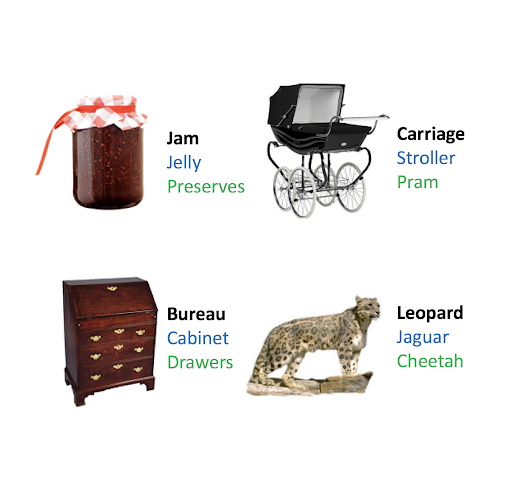 Jam
Jelly
Preserves
Carriage
Stroller
Pram
Bureau
Cabinet
Drawers
Leopard
Jaguar
Cheetah